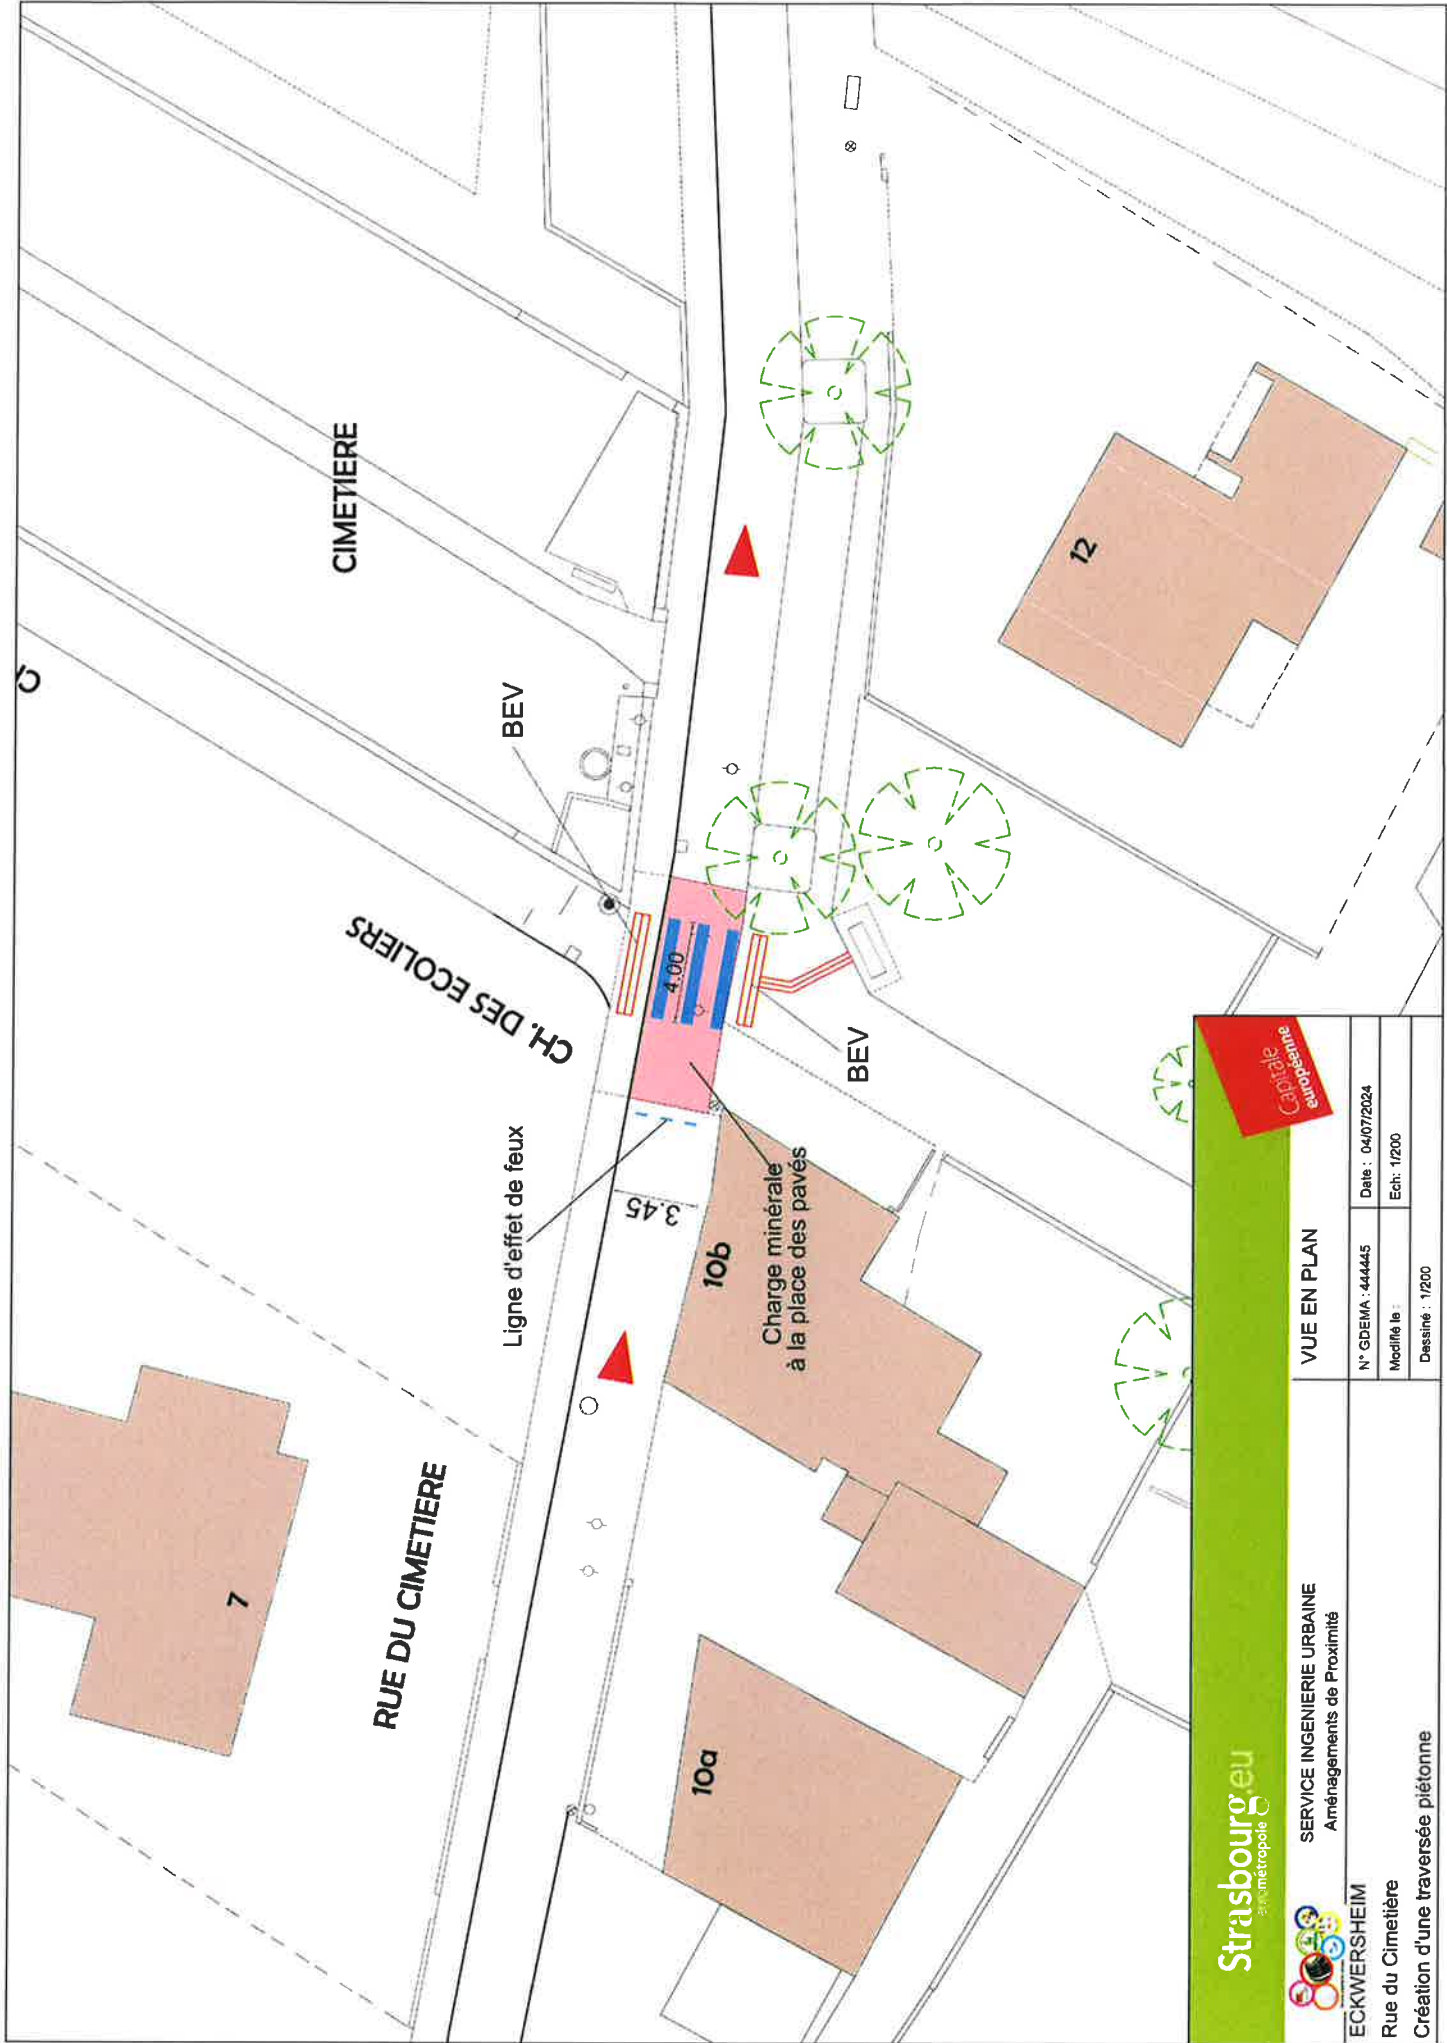 CIMETIERE
BEV
CH. DES ECOLIERS
4.00
BEV
Ligne d'effet de feux
3.45
Charge minérale
à la place des pavés
RUE DU CIMETIERE
7
10a
10b
12
Strasbourg.eu
eurométropole
Capitale
européenne
SERVICE INGENIERIE URBAINE
Aménagements de Proximité
VUE EN PLAN
ECKWERSHEIM
Rue du Cimetière
Création d'une traversée piétonne
N° GDEMA : 444445
Date : 04/07/2024
Modifié le :
Ech: 1/200
Dessiné : 1/200